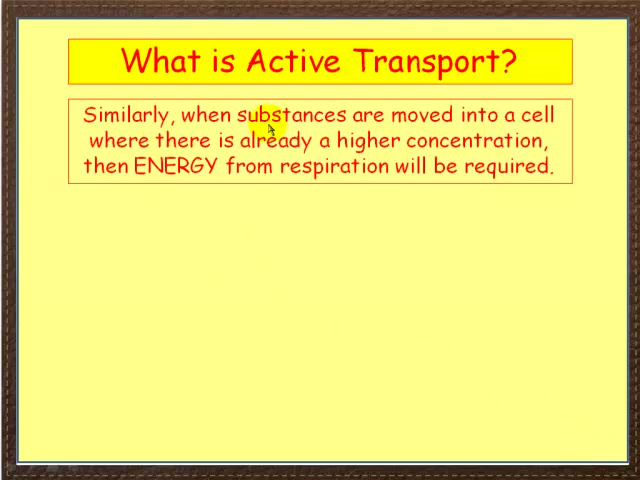 What is Active Transport?
Similarly, when substances are moved into a cell
where there is already a higher concentration,
then ENERGY from respiration will be required.